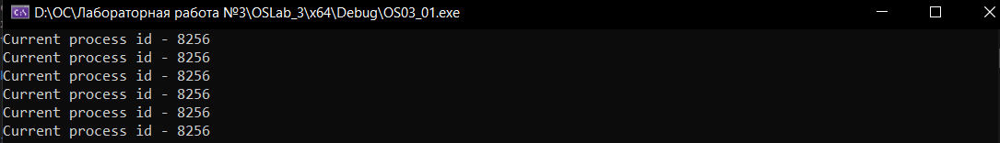 D:\ОС\Лабораторная работа №3\OSLab_3\x64\Debug\OS03_01.exe
Current process id - 8256
Current process id - 8256
Current process id - 8256
Current process id - 8256
Current process id - 8256
Current process id - 8256